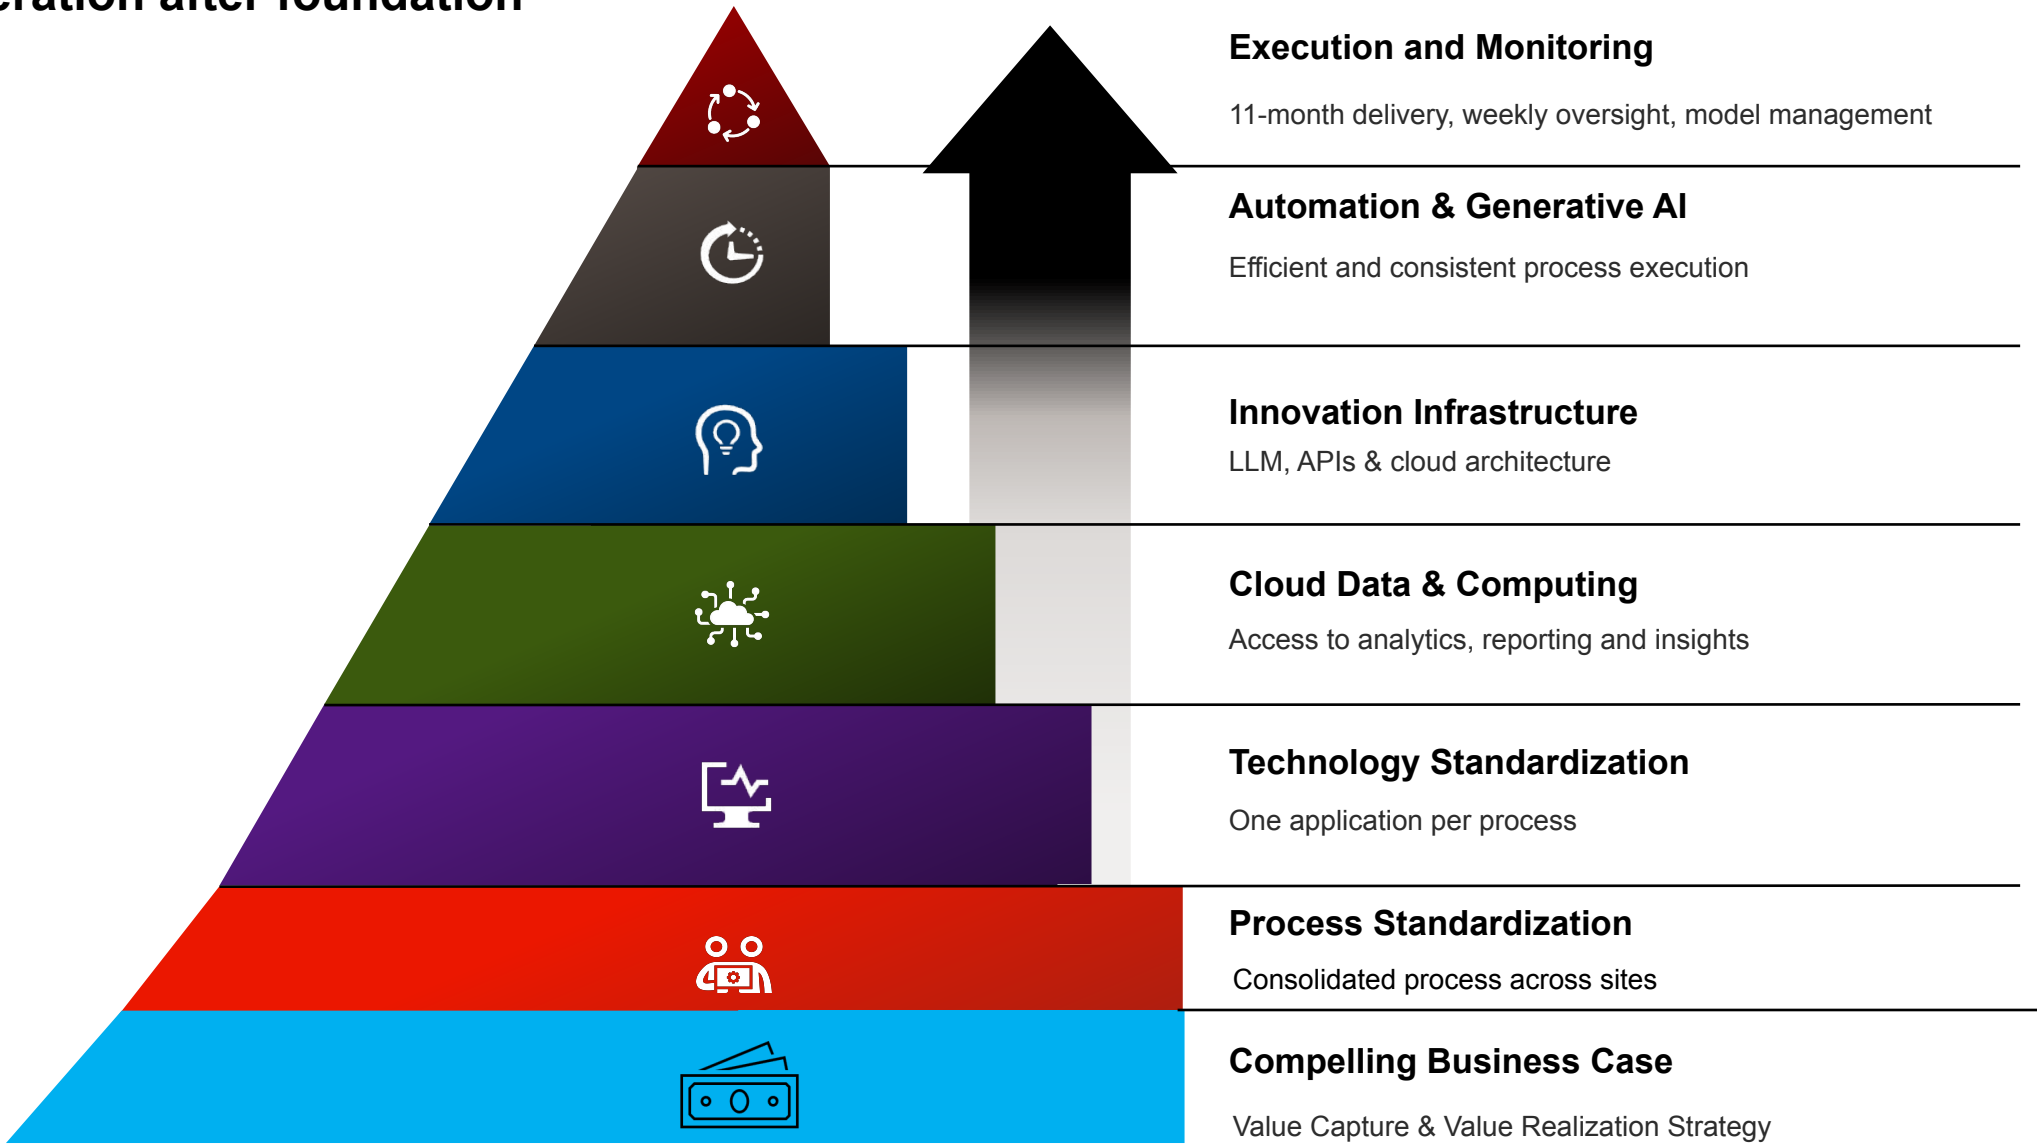 after foundation
Execution and Monitoring
11-month delivery, weekly oversight, model management
Automation & Generative AI
Efficient and consistent process execution
Innovation Infrastructure
LLM, APIs & cloud architecture
Cloud Data & Computing
Access to analytics, reporting and insights
Technology Standardization
One application per process
Process Standardization
Consolidated process across sites
Compelling Business Case
Value Capture & Value Realization Strategy